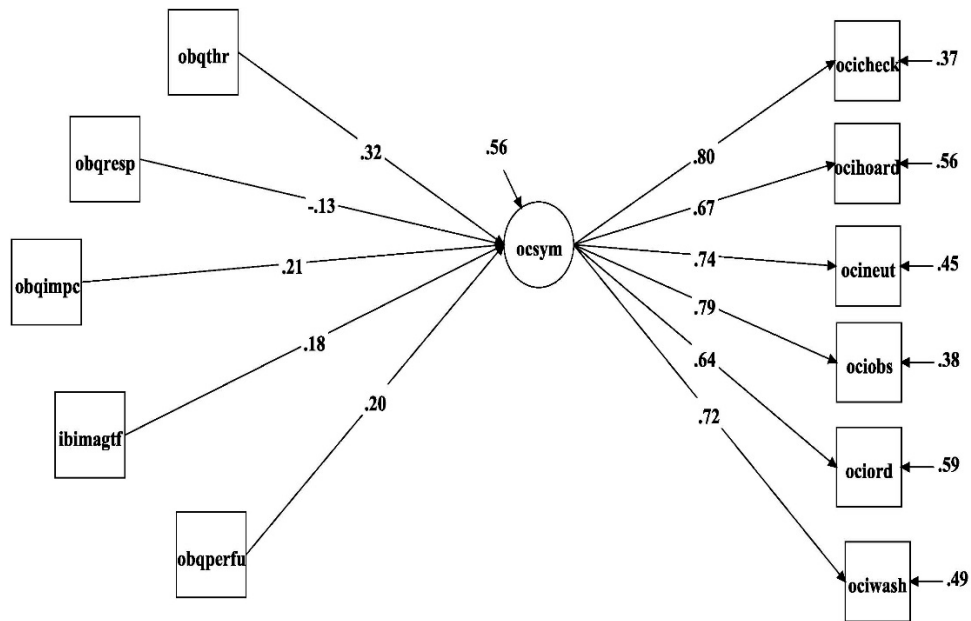 obqthr
obqresp
obqimpc
ibimagtf
obqperfu
.32
-.13
.21
.18
.20
.56
ocsym
.80
.67
.74
.79
.64
.72
ocicheck
.37
ocihoard
.56
ocineut
.45
ociobs
.38
ociord
.59
ociwash
.49